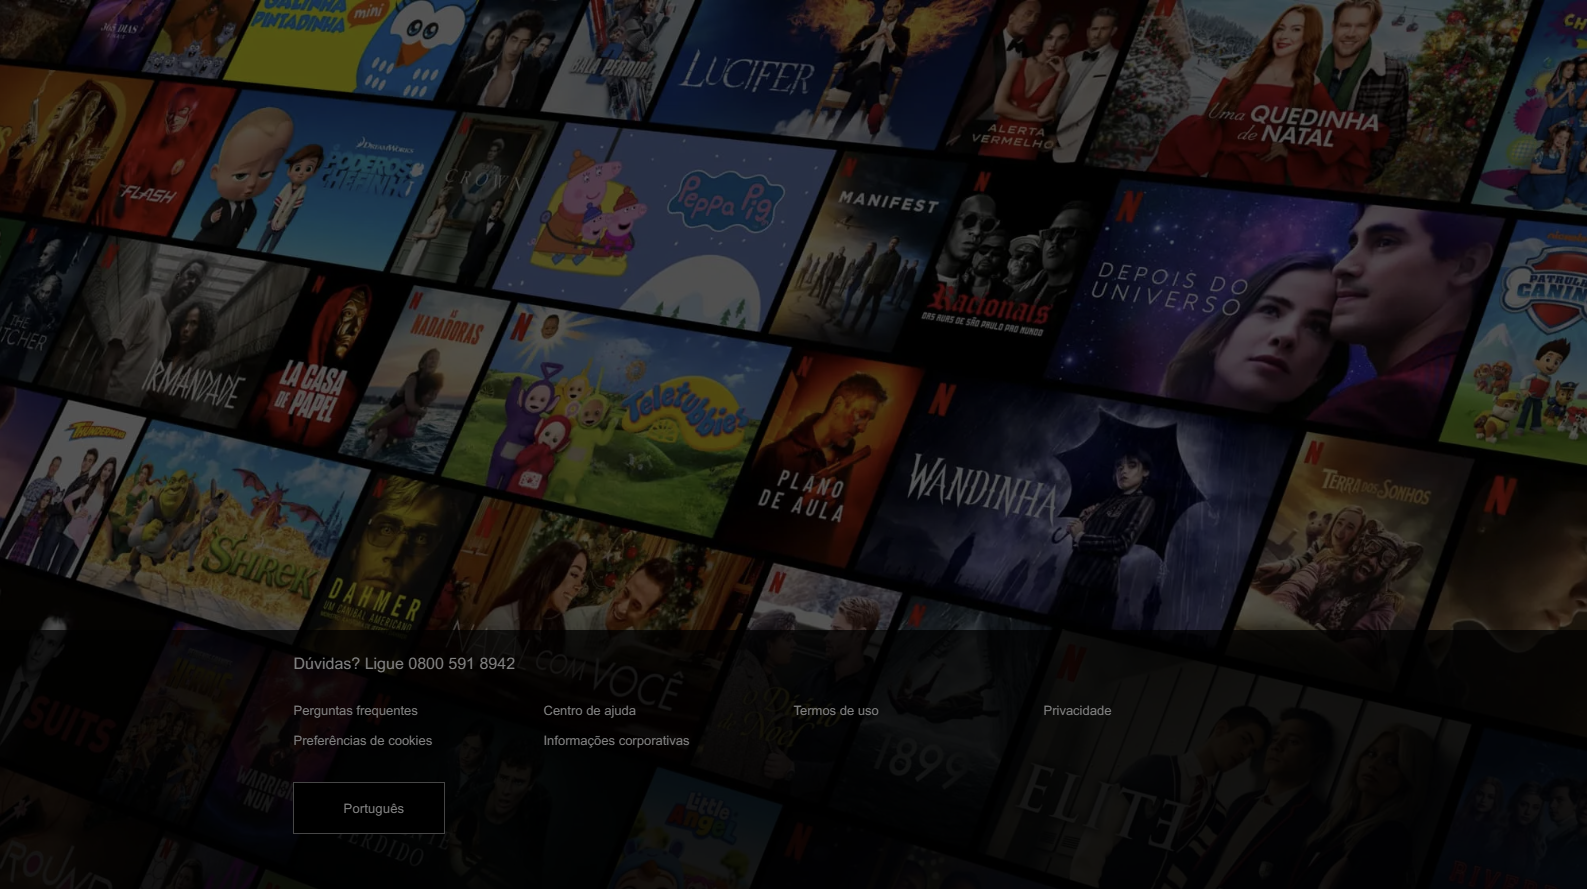 365 DIAS
GALINHA
PINTADINHA
mini
BALA PERDIDA
LUCIFER
ALERTA
VERMELHO
Uma QUEDINHA
de NATAL
FLASH
DREAMWORKS
O PODEROSO
CHEFINHO
CROWN
Peppa Pig
MANIFEST
Racionais
DAS RUAS DE SÃO PAULO PRO MUNDO
DEPOIS DO
UNIVERSO
PATRULHA
CANINA
THE
IRMANDADE
LA CASA
DE PAPEL
AS
NADADORAS
Teletubbies
PLANO
DE AULA
WANDINHA
TERRA DOS SONHOS
THUNDERMANS
SHREK
DAHMER
UM CANIBAL AMERICANO
NATAL COM VOCÊ
SUITS
WARRIOR
NUN
Diário
de Noel
1899
ELITE
Little
Angel
PERDIDO
Dúvidas? Ligue 0800 591 8942
Perguntas frequentes
Centro de ajuda
Termos de uso
Privacidade
Preferências de cookies
Informações corporativas
Português